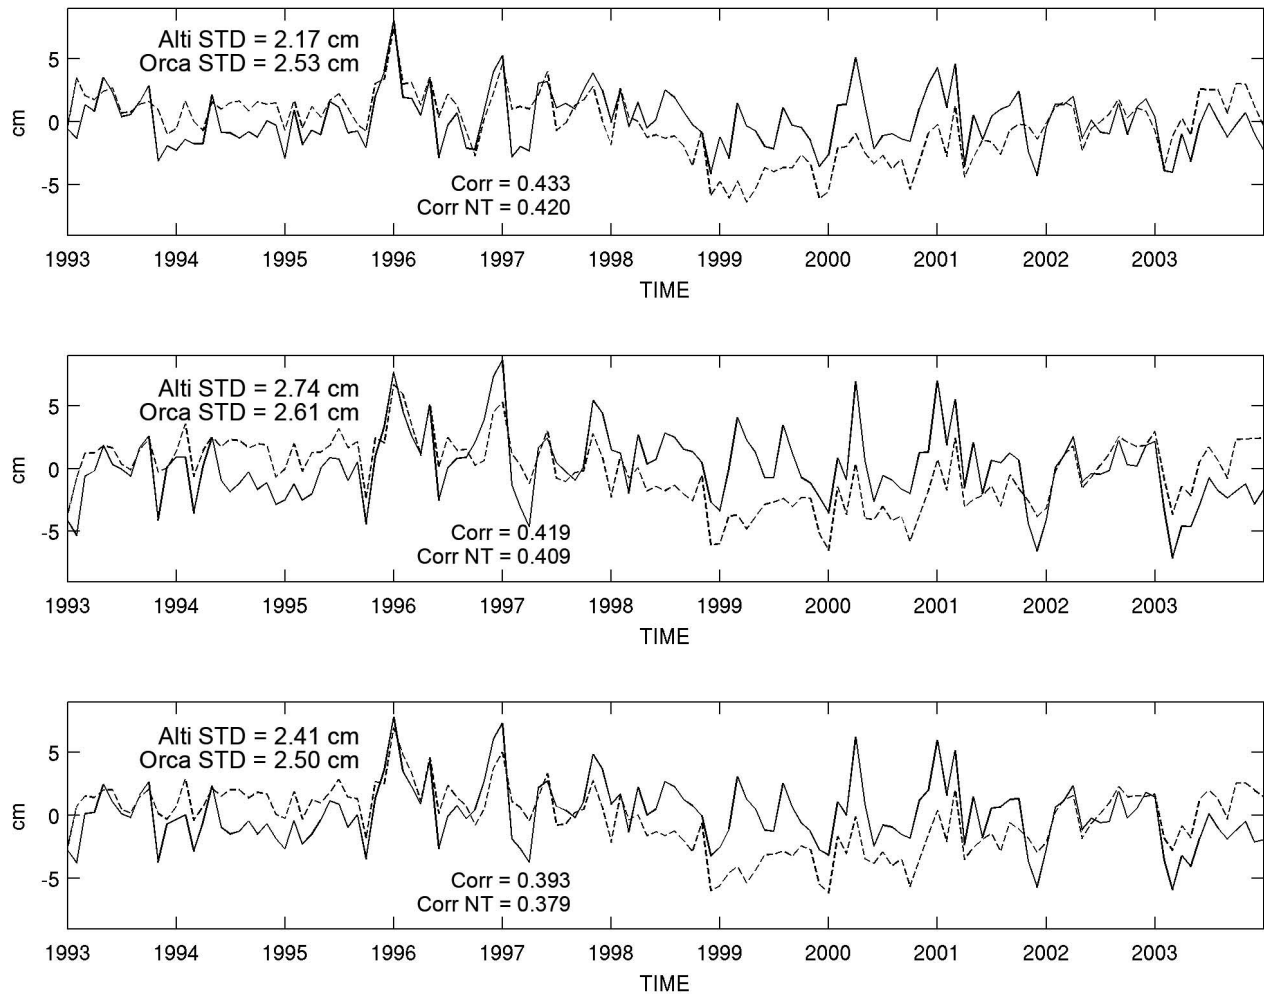 Alti STD = 2.17 cm
Orca STD = 2.53 cm
5
0
-5
cm
Corr = 0.433
Corr NT = 0.420
1993 1994 1995 1996 1997 1998 1999 2000 2001 2002 2003
TIME
Alti STD = 2.74 cm
Orca STD = 2.61 cm
5
0
-5
cm
Corr = 0.419
Corr NT = 0.409
1993 1994 1995 1996 1997 1998 1999 2000 2001 2002 2003
TIME
Alti STD = 2.41 cm
Orca STD = 2.50 cm
5
0
-5
cm
Corr = 0.393
Corr NT = 0.379
1993 1994 1995 1996 1997 1998 1999 2000 2001 2002 2003
TIME